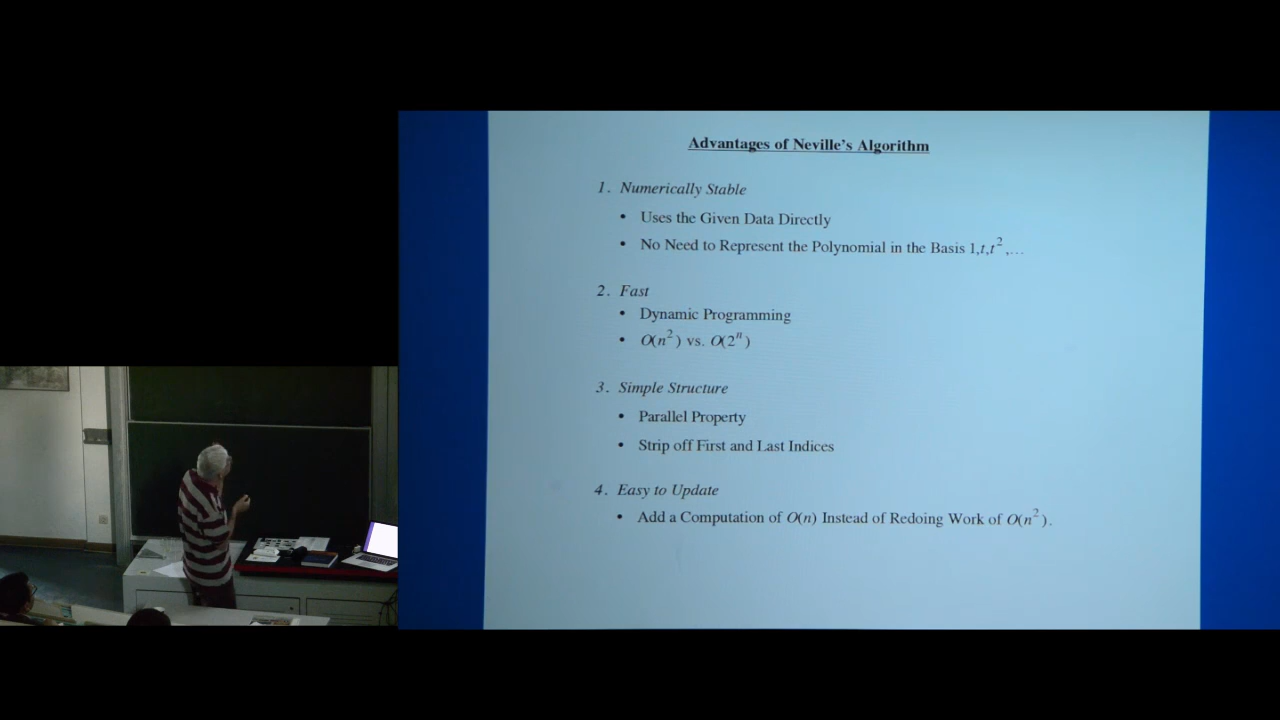 Advantages of Neville's Algorithm
1. Numerically Stable
• Uses the Given Data Directly
• No Need to Represent the Polynomial in the Basis 1,t,t²,...
2. Fast
• Dynamic Programming
• O(n²) vs. O(2ⁿ)
3. Simple Structure
• Parallel Property
• Strip off First and Last Indices
4. Easy to Update
• Add a Computation of O(n) Instead of Redoing Work of O(n²).